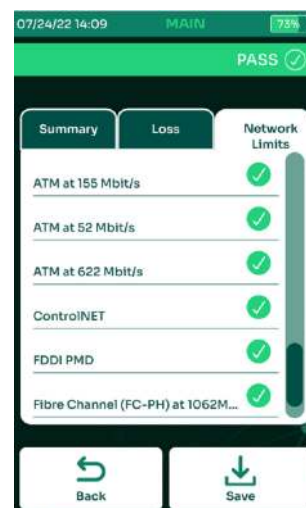 07/24/22 14:09 MAIN 73%
PASS
Summary Loss Network
Limits
ATM at 155 Mbit/s
ATM at 52 Mbit/s
ATM at 622 Mbit/s
ControlNET
FDDI PMD
Fibre Channel (FC-PH) at 1062M...
Back Save